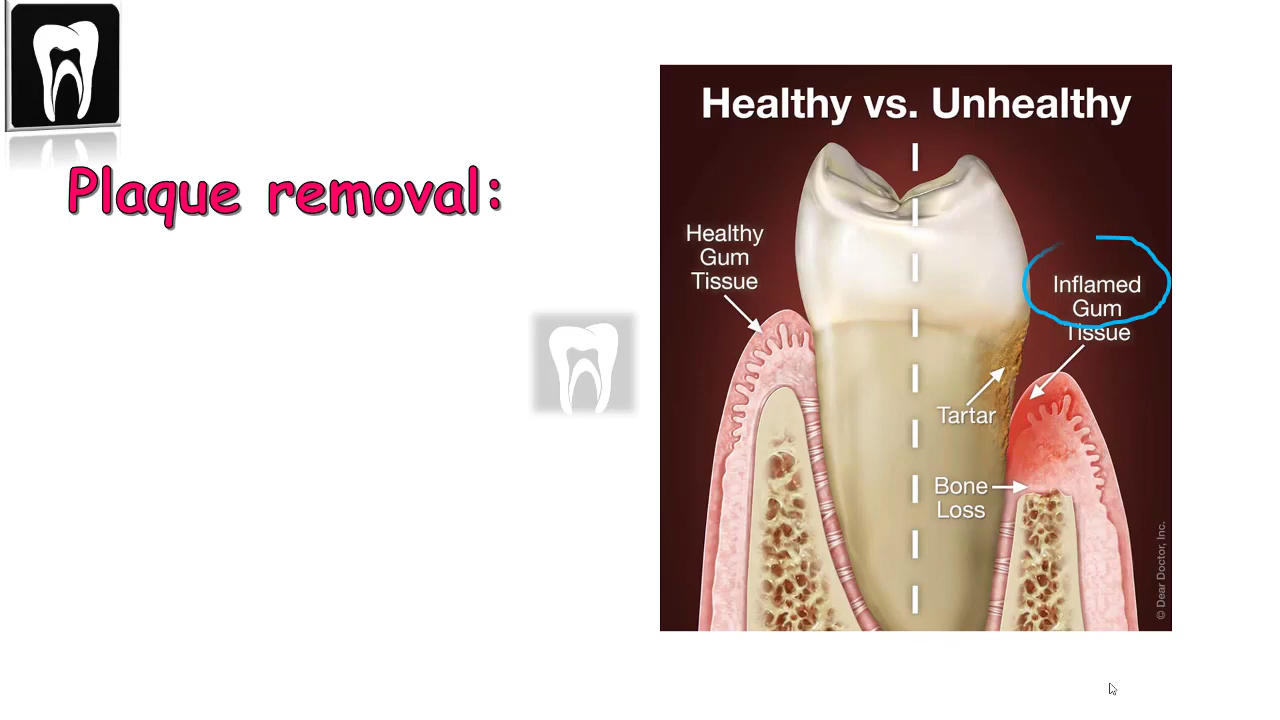 Plaque removal:
Healthy vs. Unhealthy
Healthy
Gum
Tissue
Inflamed
Gum
Tissue
Tartar
Bone
Loss
© Dear Doctor, Inc.